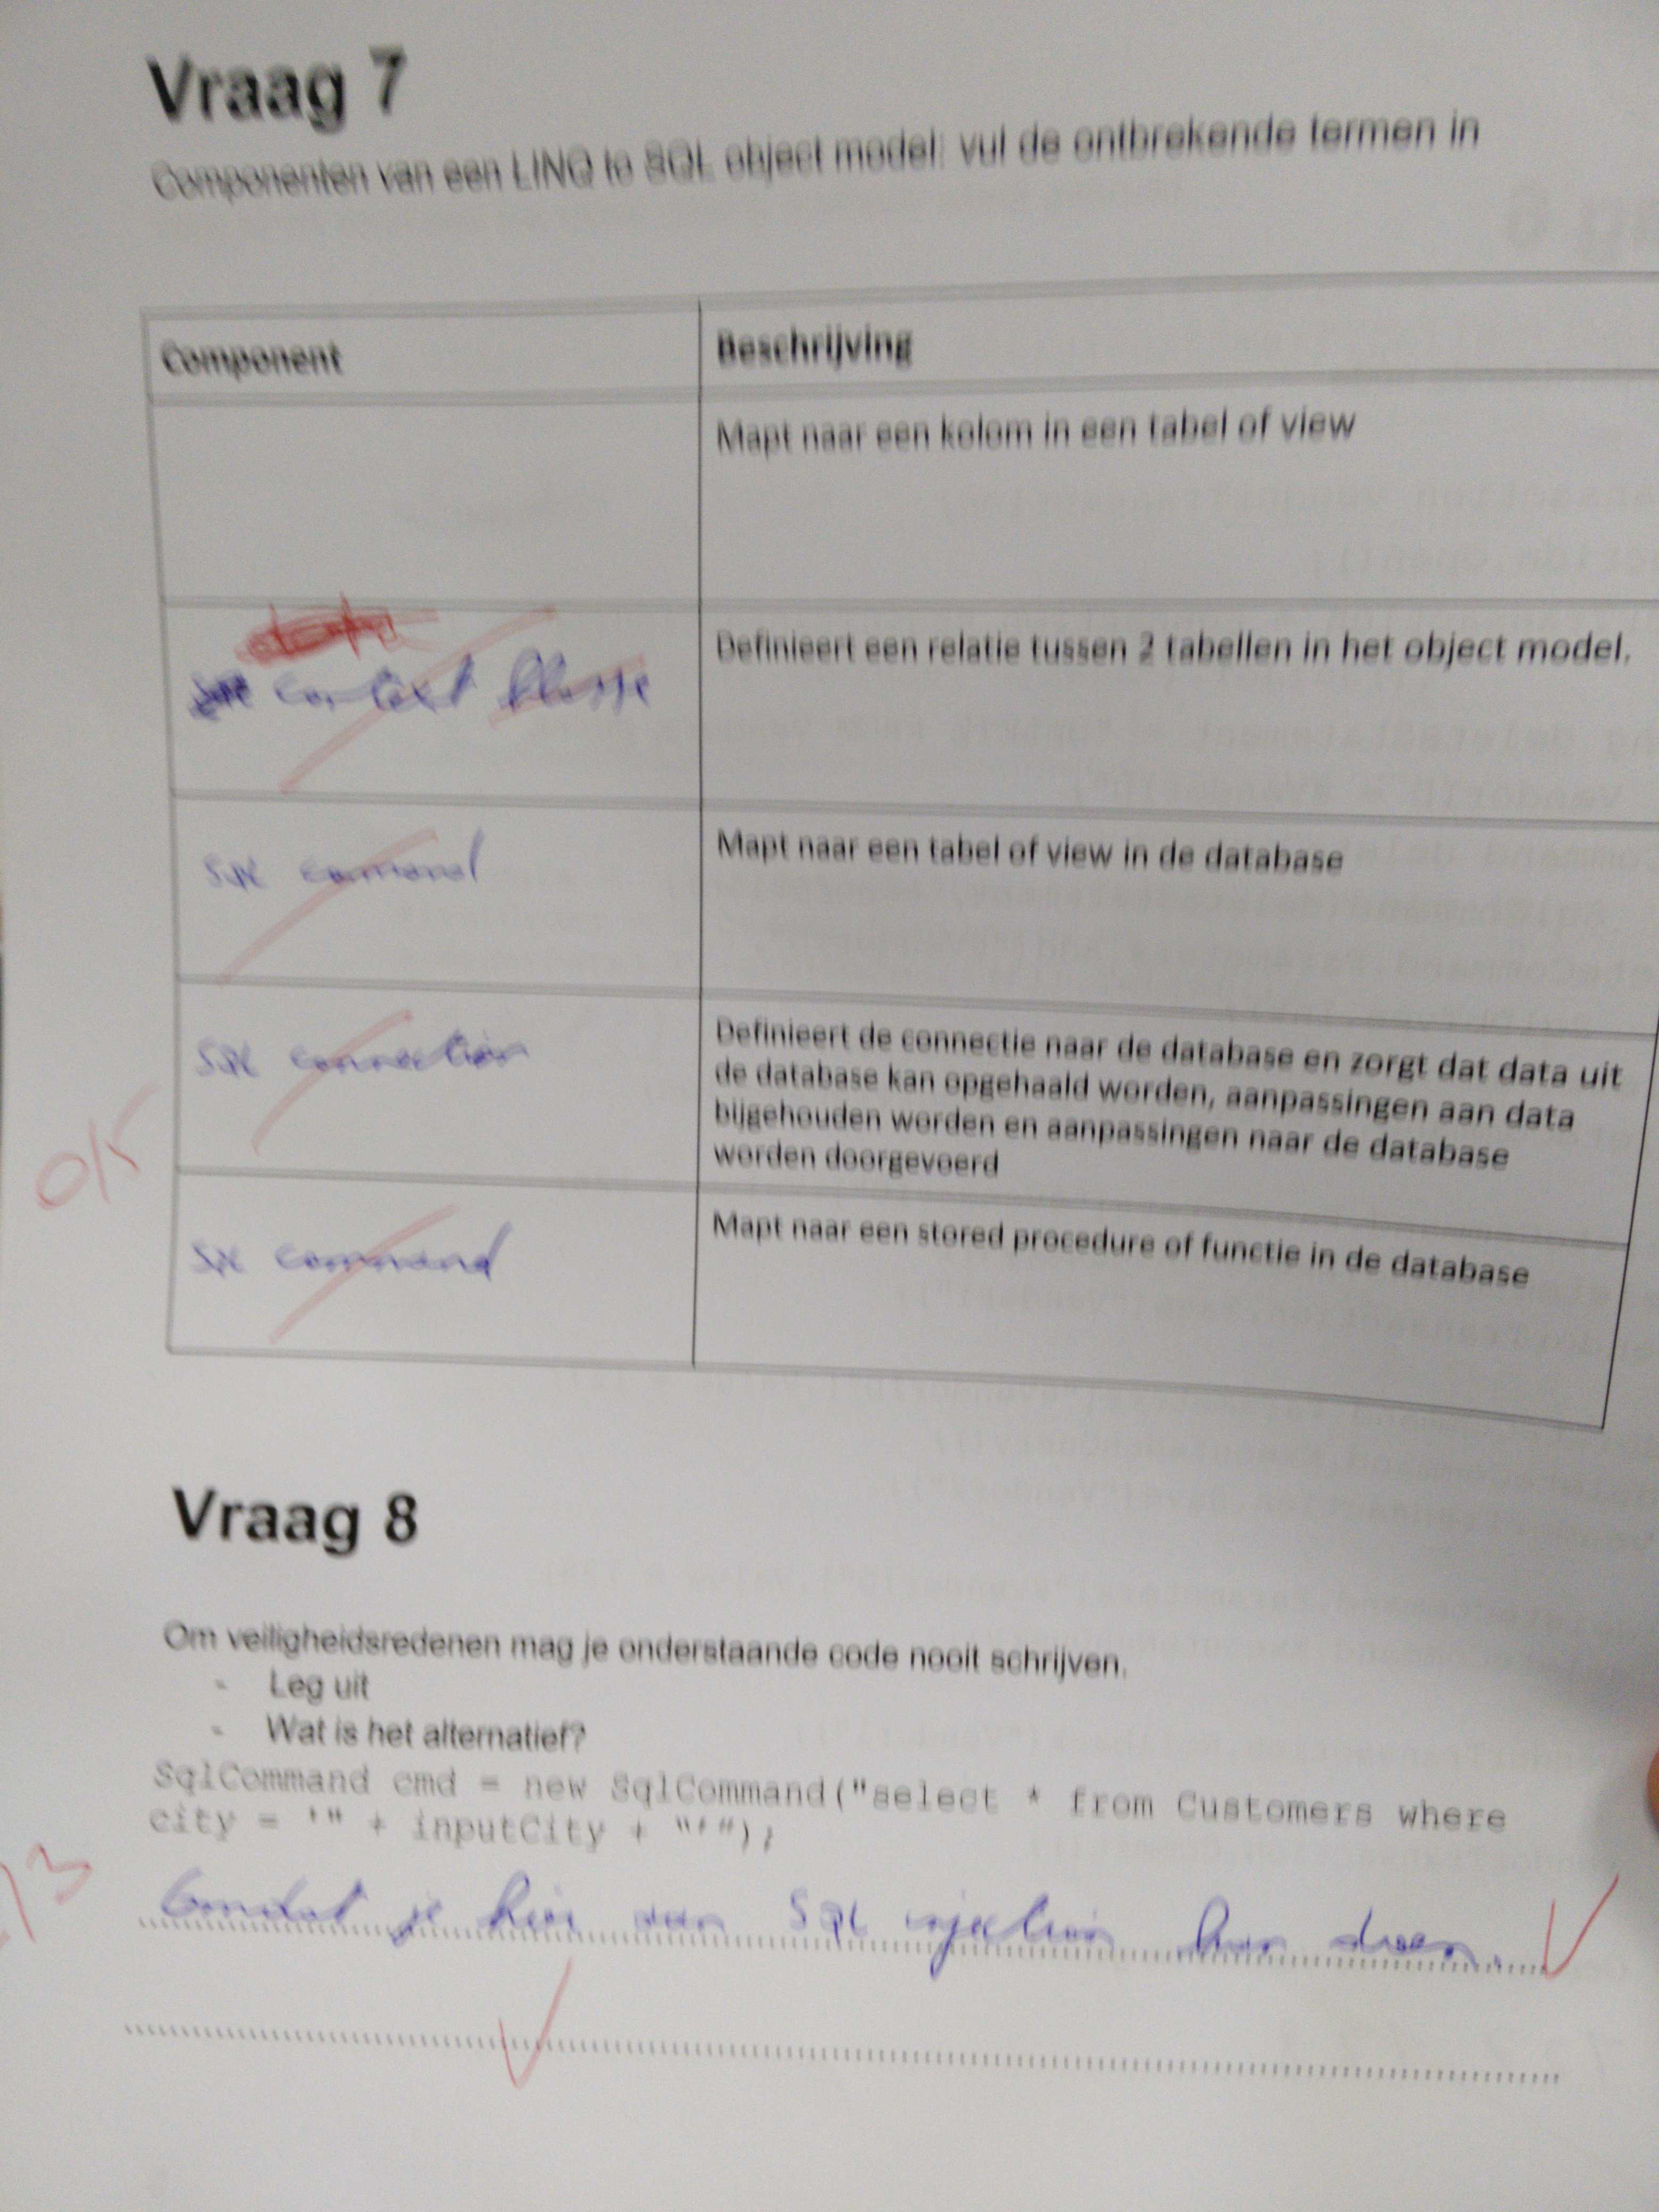 Vraag 7
Componenten van een LINQ to SQL object model: vul de ontbrekende termen in
Component
Beschrijving
Mapt naar een kolom in een tabel of view
context klasse
Definieert een relatie tussen 2 tabellen in het object model.
Sql comand
Mapt naar een tabel of view in de database
Sql connection
Definieert de connectie naar de database en zorgt dat data uit
de database kan opgehaald worden, aanpassingen aan data
bijgehouden worden en aanpassingen naar de database
worden doorgevoerd
0/5
Sql command
Mapt naar een stored procedure of functie in de database
Vraag 8
Om veiligheidsredenen mag je onderstaande code nooit schrijven.
- Leg uit
- Wat is het alternatief?
SqlCommand cmd = new SqlCommand("select * from Customers where
city = '" + inputCity + "'");
/3
Omdat je hier aan Sql injection kan doen.